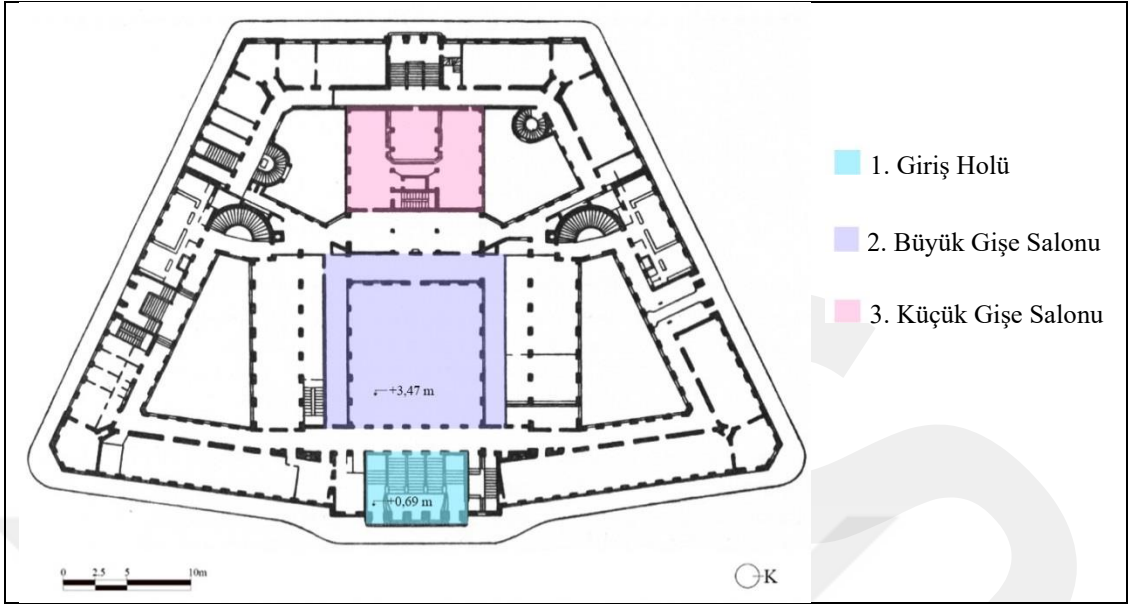 1. Giriş Holü
2. Büyük Gişe Salonu
3. Küçük Gişe Salonu
+3,47 m
+0,69 m
0 2.5 5 10m
K